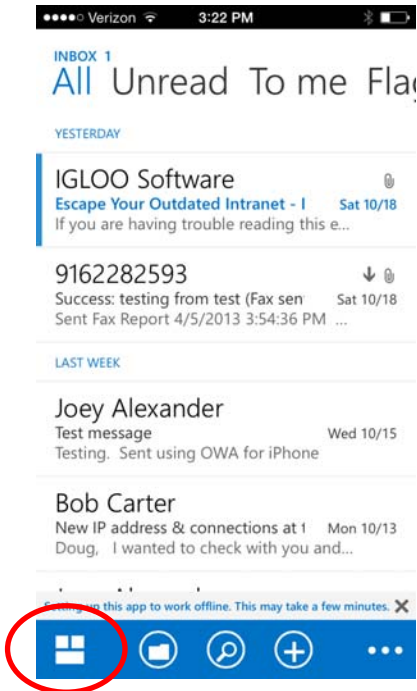 Verizon 3:22 PM
INBOX 1
All Unread To me Flag
YESTERDAY
IGLOO Software
Escape Your Outdated Intranet - I Sat 10/18
If you are having trouble reading this e...
9162282593
Success: testing from test (Fax sen Sat 10/18
Sent Fax Report 4/5/2013 3:54:36 PM ...
LAST WEEK
Joey Alexander
Test message Wed 10/15
Testing. Sent using OWA for iPhone
Bob Carter
New IP address & connections at t Mon 10/13
Doug, I wanted to check with you and...
Setting up this app to work offline. This may take a few minutes.